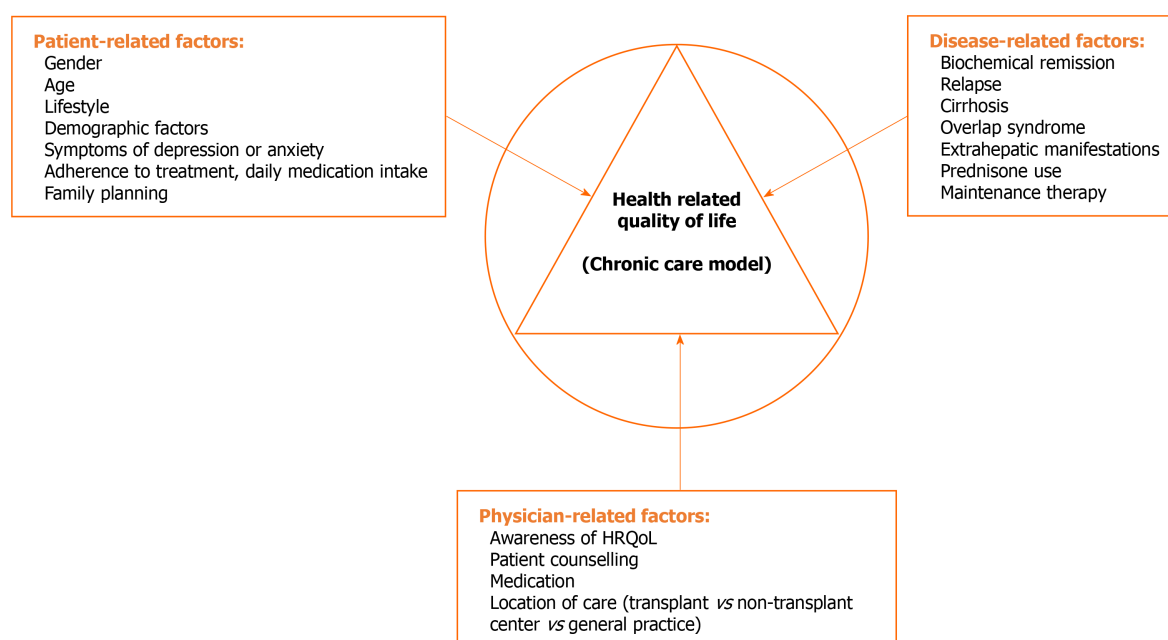 Patient-related factors:
Gender
Age
Lifestyle
Demographic factors
Symptoms of depression or anxiety
Adherence to treatment, daily medication intake
Family planning
Disease-related factors:
Biochemical remission
Relapse
Cirrhosis
Overlap syndrome
Extrahepatic manifestations
Prednisone use
Maintenance therapy
Health related
quality of life
(Chronic care model)
Physician-related factors:
Awareness of HRQoL
Patient counselling
Medication
Location of care (transplant vs non-transplant
center vs general practice)